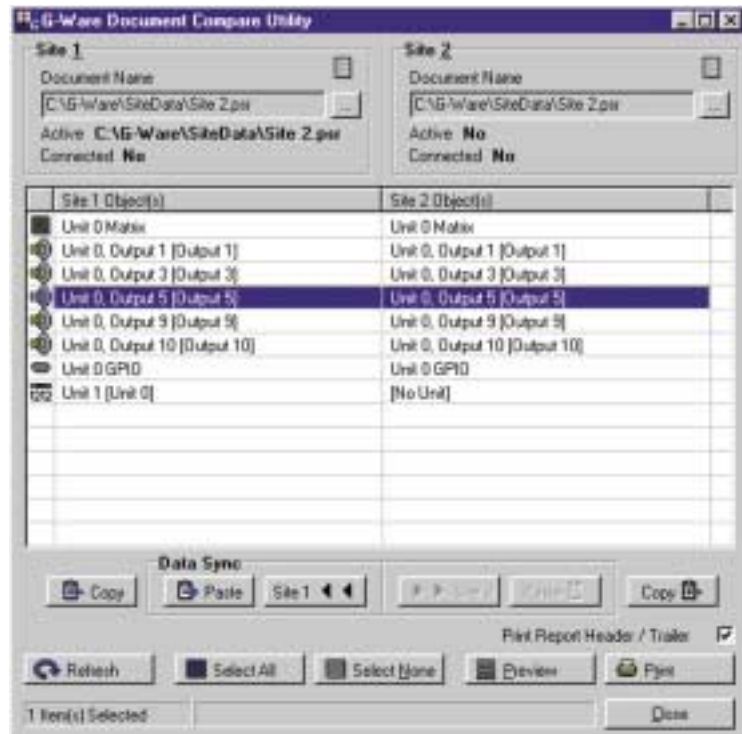 G-Ware Document Compare Utility
Site 1
Document Name
C:\G-Ware\SiteData\Site 2.psr
...
Active C:\G-Ware\SiteData\Site 2.psr
Connected No
Site 2
Document Name
C:\G-Ware\SiteData\Site 2.psr
...
Active No
Connected No
Site 1 Object(s) Site 2 Object(s)
Unit 0 Matrix Unit 0 Matrix
Unit 0, Output 1 [Output 1] Unit 0, Output 1 [Output 1]
Unit 0, Output 3 [Output 3] Unit 0, Output 3 [Output 3]
Unit 0, Output 5 [Output 5] Unit 0, Output 5 [Output 5]
Unit 0, Output 9 [Output 9] Unit 0, Output 9 [Output 9]
Unit 0, Output 10 [Output 10] Unit 0, Output 10 [Output 10]
Unit 0 GPIO Unit 0 GPIO
Unit 1 [Unit 0] [No Unit]
Data Sync
Copy Paste Site 1 Copy
Print Report Header / Trailer
Refresh Select All Select None Preview Print
1 Item(s) Selected Done